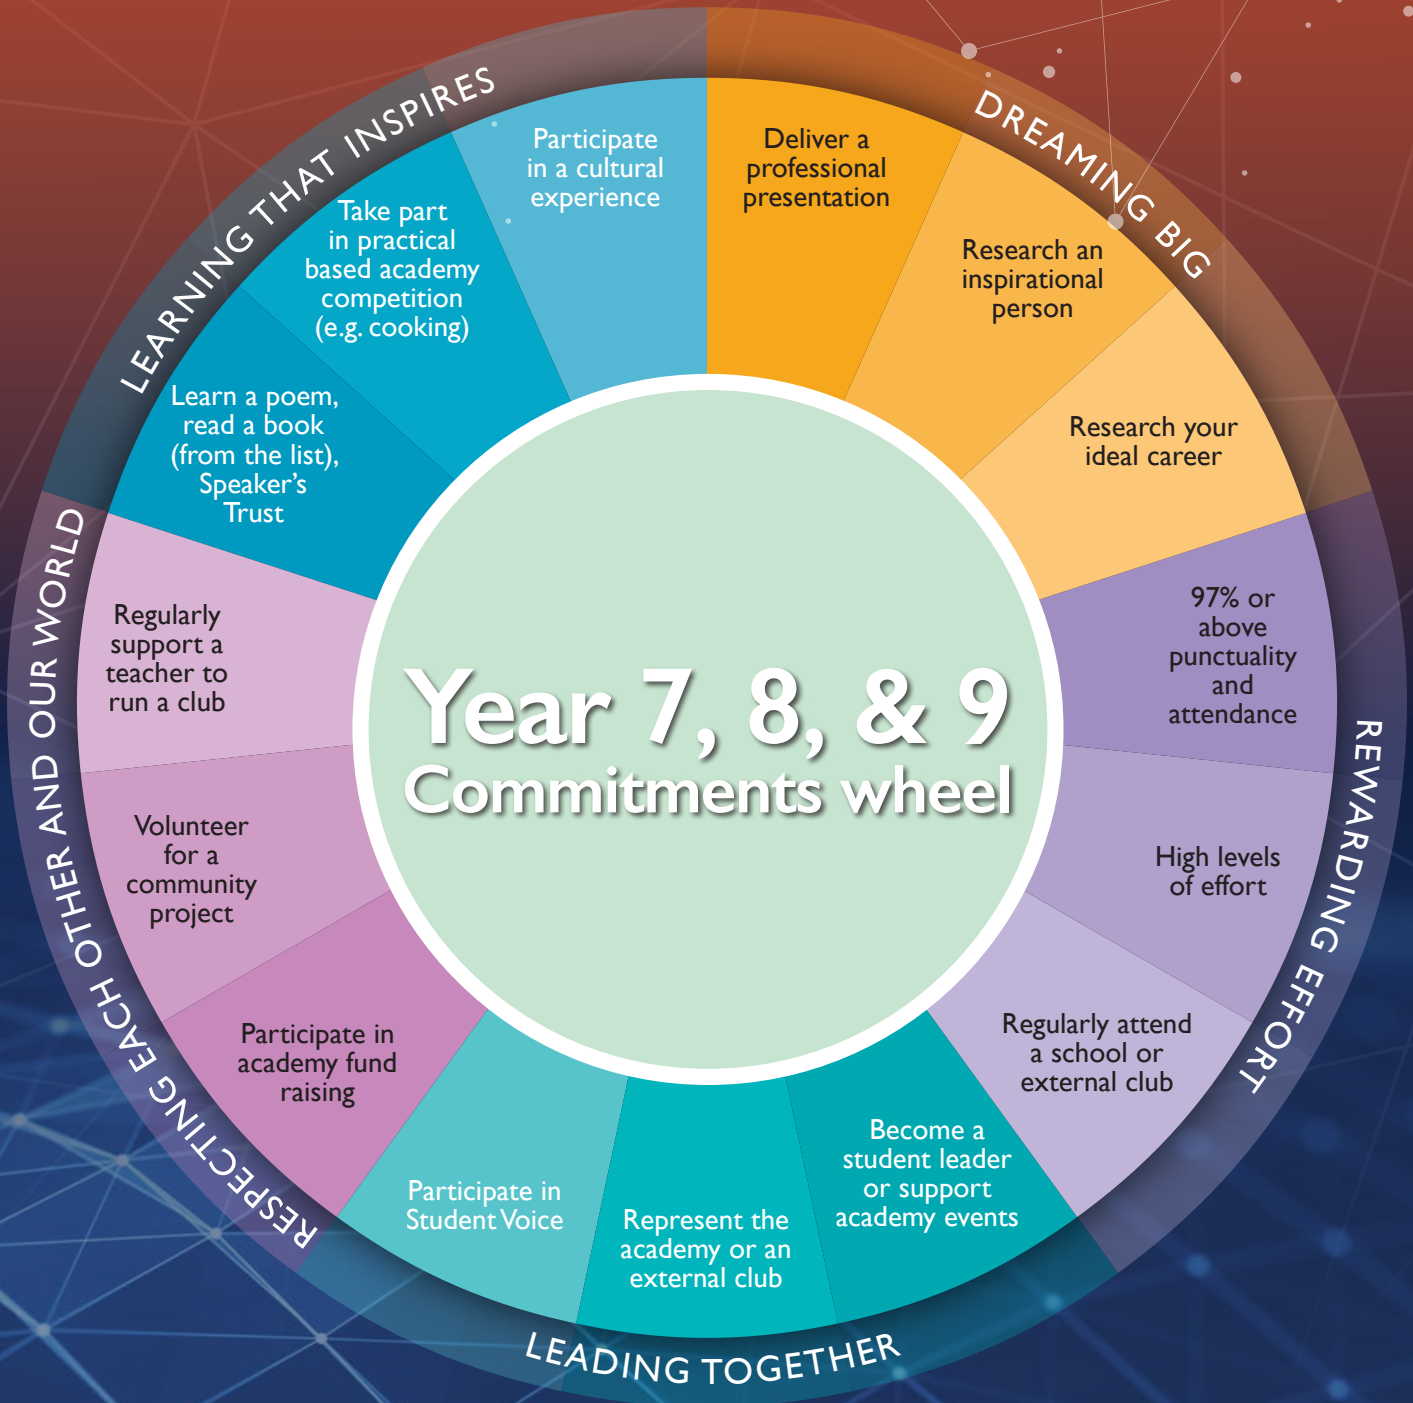 Year 7, 8, & 9
Commitments wheel
DREAMING BIG
Deliver a
professional
presentation
Research an
inspirational
person
Research your
ideal career
REWARDING EFFORT
97% or
above
punctuality
and
attendance
High levels
of effort
Regularly attend
a school or
external club
LEADING TOGETHER
Become a
student leader
or support
academy events
Represent the
academy or an
external club
Participate in
Student Voice
RESPECTING EACH OTHER AND OUR WORLD
Participate in
academy fund
raising
Volunteer
for a
community
project
Regularly
support a
teacher to
run a club
LEARNING THAT INSPIRES
Learn a poem,
read a book
(from the list),
Speaker’s
Trust
Take part
in practical
based academy
competition
(e.g. cooking)
Participate
in a cultural
experience